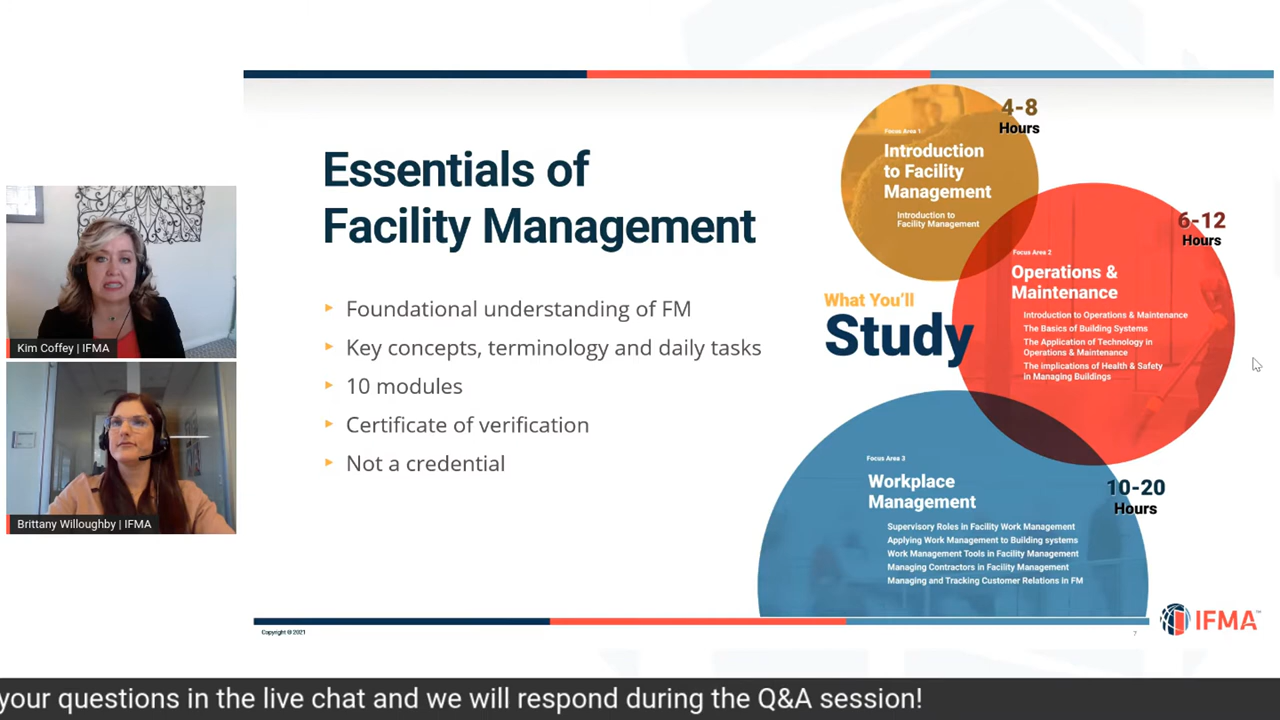 Kim Coffey | IFMA
Brittany Willoughby | IFMA
Essentials of
Facility Management
Foundational understanding of FM
Key concepts, terminology and daily tasks
10 modules
Certificate of verification
Not a credential
What You'll
Study
4-8
Hours
Focus Area 1
Introduction
to Facility
Management
Introduction to
Facility Management
6-12
Hours
Focus Area 2
Operations &
Maintenance
Introduction to Operations & Maintenance
The Basics of Building Systems
The Application of Technology in
Operations & Maintenance
The implications of Health & Safety
in Managing Buildings
10-20
Hours
Focus Area 3
Workplace
Management
Supervisory Roles in Facility Work Management
Applying Work Management to Building systems
Work Management Tools in Facility Management
Managing Contractors in Facility Management
Managing and Tracking Customer Relations in FM
Copyright © 2021
7
IFMA™
your questions in the live chat and we will respond during the Q&A session!